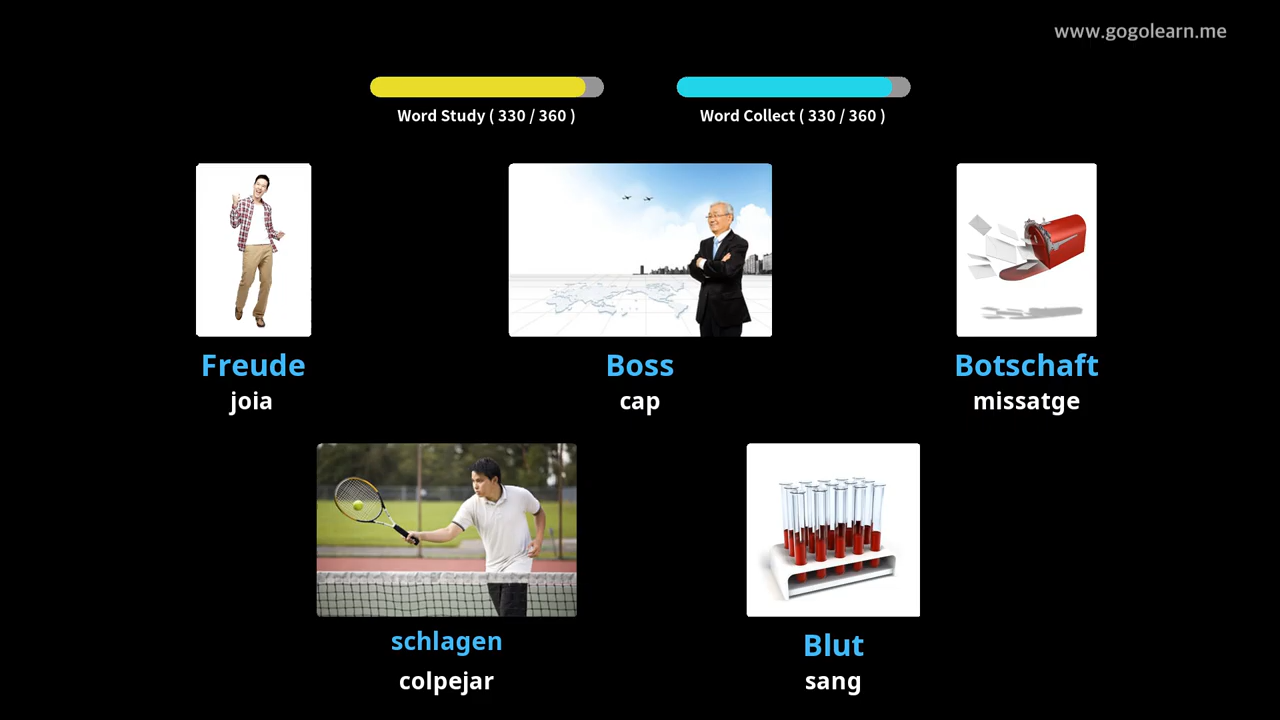 www.gogolearn.me
Word Study ( 330 / 360 )
Word Collect ( 330 / 360 )
Freude
joia
Boss
cap
Botschaft
missatge
schlagen
colpejar
Blut
sang